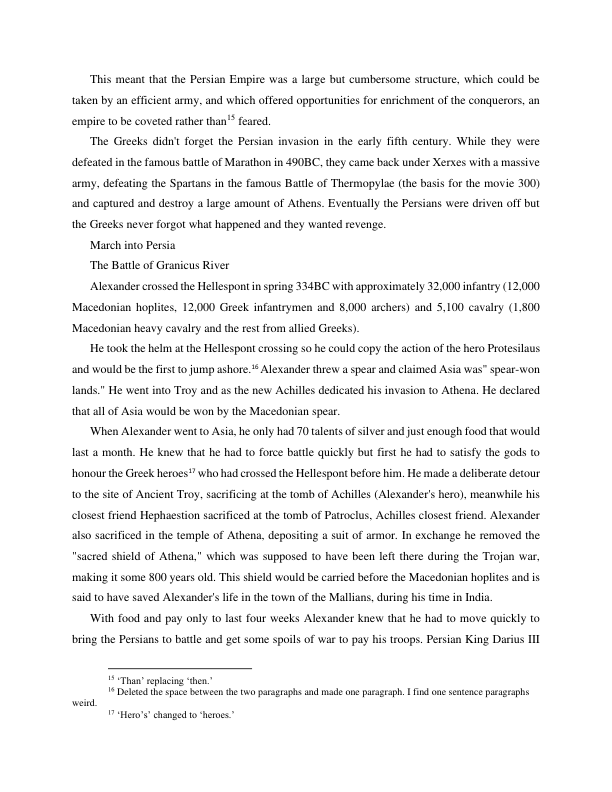 This meant that the Persian Empire was a large but cumbersome structure, which could be
taken by an efficient army, and which offered opportunities for enrichment of the conquerors, an
empire to be coveted rather than15 feared.
The Greeks didn't forget the Persian invasion in the early fifth century. While they were
defeated in the famous battle of Marathon in 490BC, they came back under Xerxes with a massive
army, defeating the Spartans in the famous Battle of Thermopylae (the basis for the movie 300)
and captured and destroy a large amount of Athens. Eventually the Persians were driven off but
the Greeks never forgot what happened and they wanted revenge.
March into Persia
The Battle of Granicus River
Alexander crossed the Hellespont in spring 334BC with approximately 32,000 infantry (12,000
Macedonian hoplites, 12,000 Greek infantrymen and 8,000 archers) and 5,100 cavalry (1,800
Macedonian heavy cavalry and the rest from allied Greeks).
He took the helm at the Hellespont crossing so he could copy the action of the hero Protesilaus
and would be the first to jump ashore.16 Alexander threw a spear and claimed Asia was" spear-won
lands." He went into Troy and as the new Achilles dedicated his invasion to Athena. He declared
that all of Asia would be won by the Macedonian spear.
When Alexander went to Asia, he only had 70 talents of silver and just enough food that would
last a month. He knew that he had to force battle quickly but first he had to satisfy the gods to
honour the Greek heroes17 who had crossed the Hellespont before him. He made a deliberate detour
to the site of Ancient Troy, sacrificing at the tomb of Achilles (Alexander's hero), meanwhile his
closest friend Hephaestion sacrificed at the tomb of Patroclus, Achilles closest friend. Alexander
also sacrificed in the temple of Athena, depositing a suit of armor. In exchange he removed the
"sacred shield of Athena," which was supposed to have been left there during the Trojan war,
making it some 800 years old. This shield would be carried before the Macedonian hoplites and is
said to have saved Alexander's life in the town of the Mallians, during his time in India.
With food and pay only to last four weeks Alexander knew that he had to move quickly to
bring the Persians to battle and get some spoils of war to pay his troops. Persian King Darius III
15 ‘Than’ replacing ‘then.’
16 Deleted the space between the two paragraphs and made one paragraph. I find one sentence paragraphs
weird.
17 ‘Hero’s’ changed to ‘heroes.’